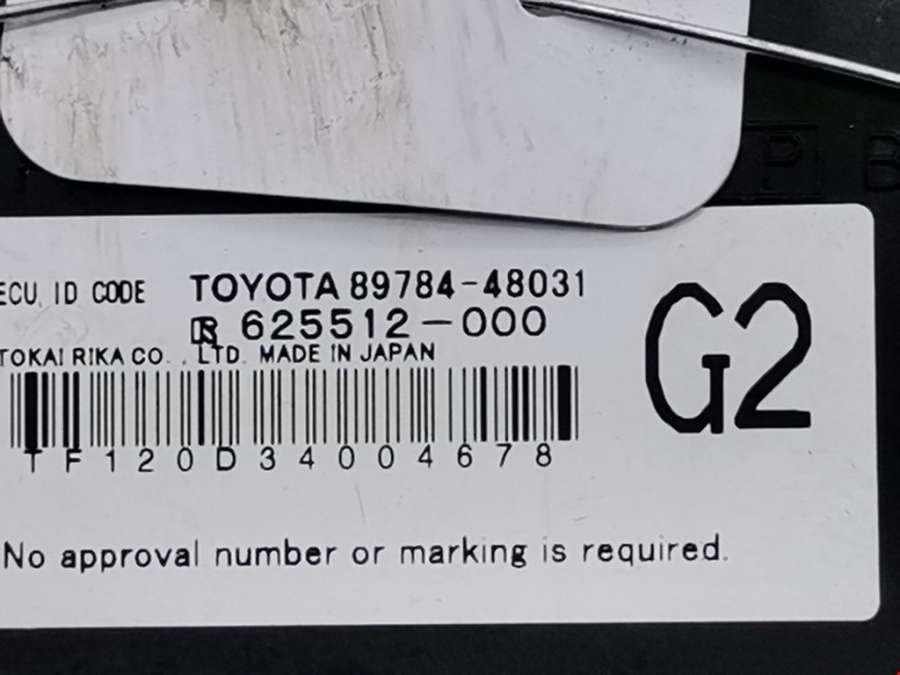 P B
ECU, ID CODE TOYOTA 89784-48031
R 625512-000
TOKAI RIKA CO., LTD. MADE IN JAPAN
G2
TF120D34004678
No approval number or marking is required.